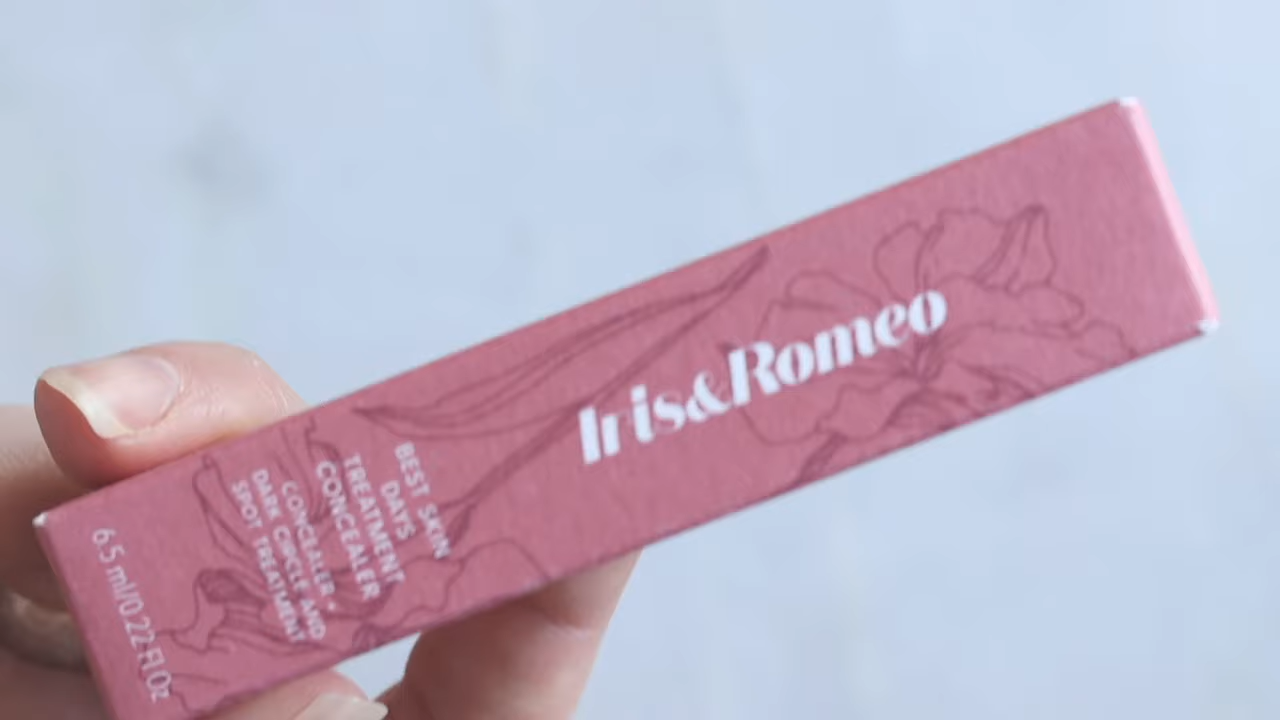 Iris&Romeo
BEST SKIN
DAYS
TREATMENT
CONCEALER
CONCEALER +
DARK CIRCLE AND
SPOT TREATMENT
6.5 ml/0.22 Fl Oz